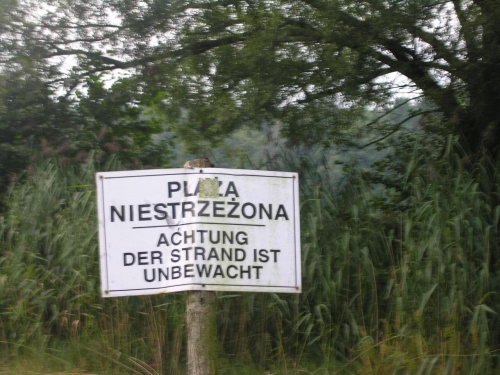 PLAŻA
NIESTRZEŻONA
ACHTUNG
DER STRAND IST
UNBEWACHT